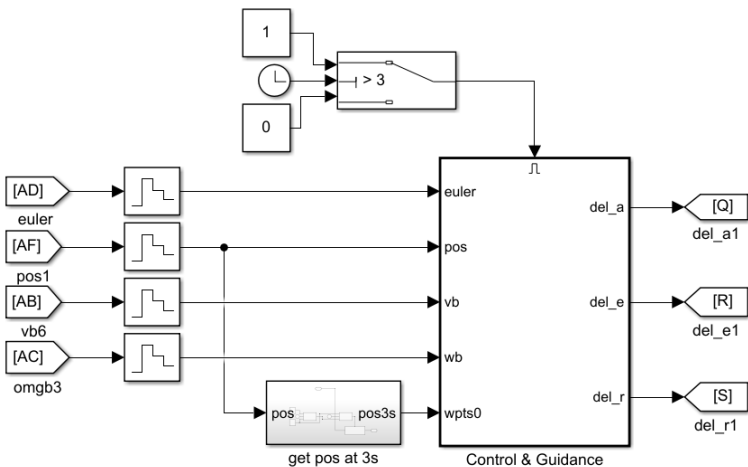 1
> 3
0
[AD]
euler
euler
del_a
[Q]
del_a1
[AF]
pos
pos1
[AB]
vb
del_e
[R]
vb6
del_e1
[AC]
wb
omgb3
pos
pos3s
wpts0
del_r
[S]
del_r1
get pos at 3s
Control & Guidance